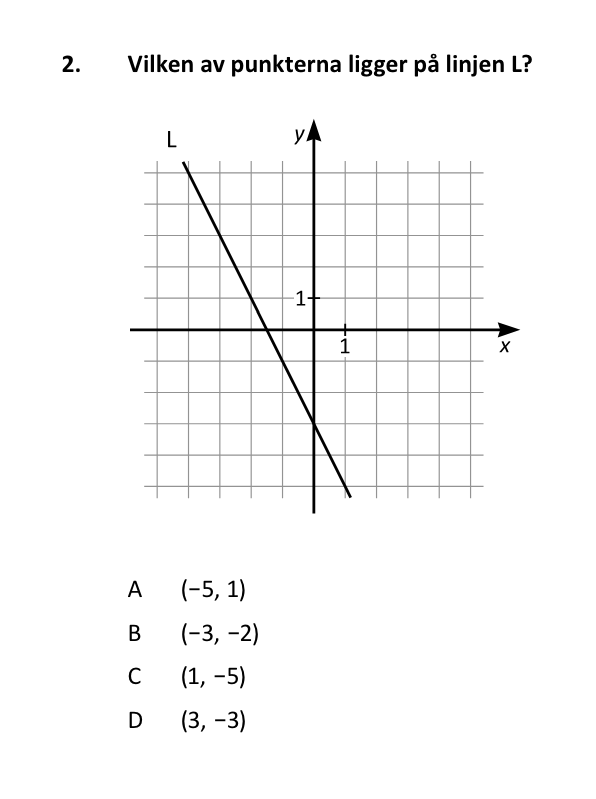 2. Vilken av punkterna ligger på linjen L?
L
y
1
1
x
A (−5, 1)
B (−3, −2)
C (1, −5)
D (3, −3)